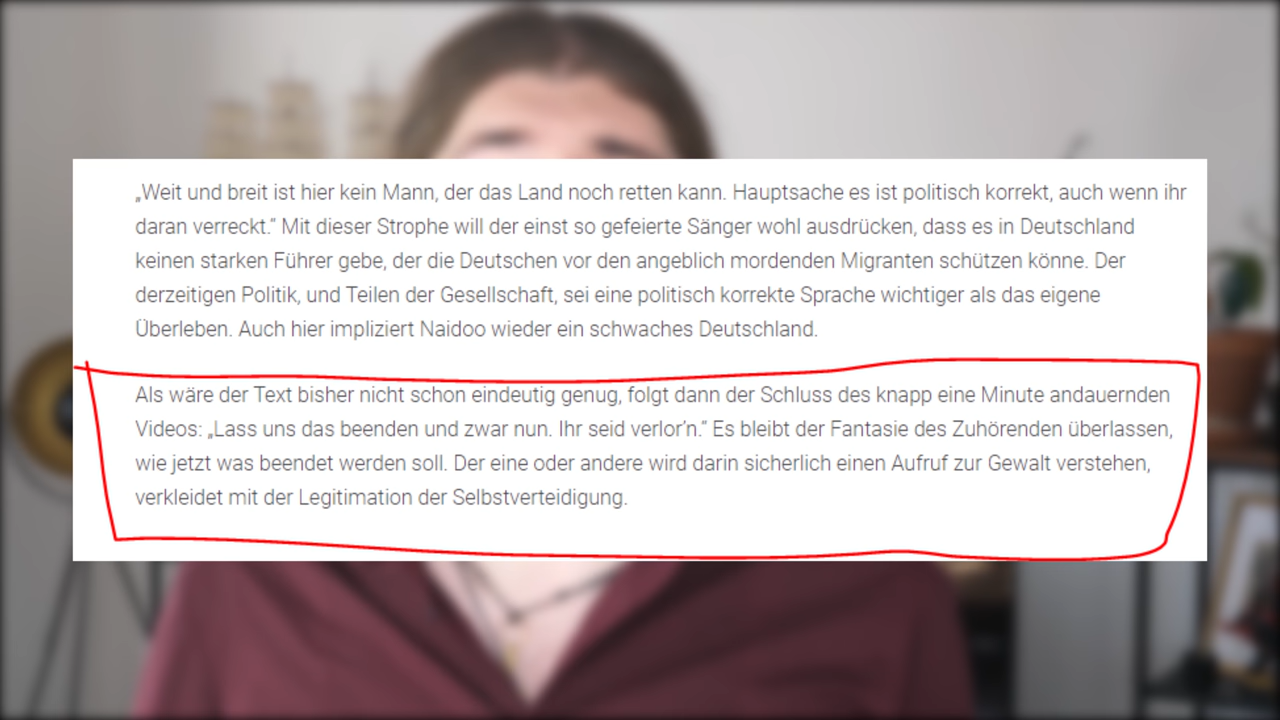 „Weit und breit ist hier kein Mann, der das Land noch retten kann. Hauptsache es ist politisch korrekt, auch wenn ihr
daran verreckt.“ Mit dieser Strophe will der einst so gefeierte Sänger wohl ausdrücken, dass es in Deutschland
keinen starken Führer gebe, der die Deutschen vor den angeblich mordenden Migranten schützen könne. Der
derzeitigen Politik, und Teilen der Gesellschaft, sei eine politisch korrekte Sprache wichtiger als das eigene
Überleben. Auch hier impliziert Naidoo wieder ein schwaches Deutschland.
Als wäre der Text bisher nicht schon eindeutig genug, folgt dann der Schluss des knapp eine Minute andauernden
Videos: „Lass uns das beenden und zwar nun. Ihr seid verlor’n.“ Es bleibt der Fantasie des Zuhörenden überlassen,
wie jetzt was beendet werden soll. Der eine oder andere wird darin sicherlich einen Aufruf zur Gewalt verstehen,
verkleidet mit der Legitimation der Selbstverteidigung.